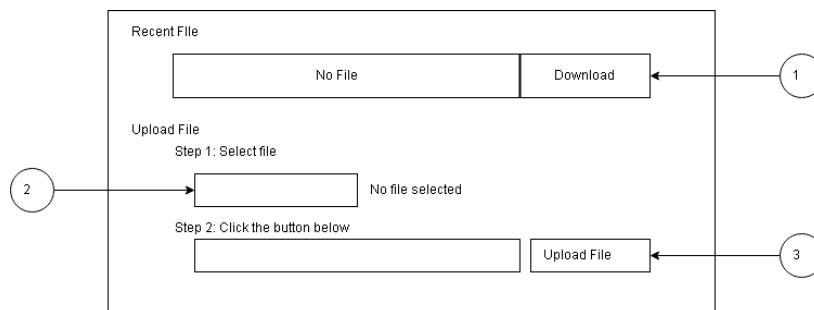 Recent FIle
No File
Download
1
Upload File
Step 1: Select file
2
No file selected
Step 2: Click the button below
Upload File
3